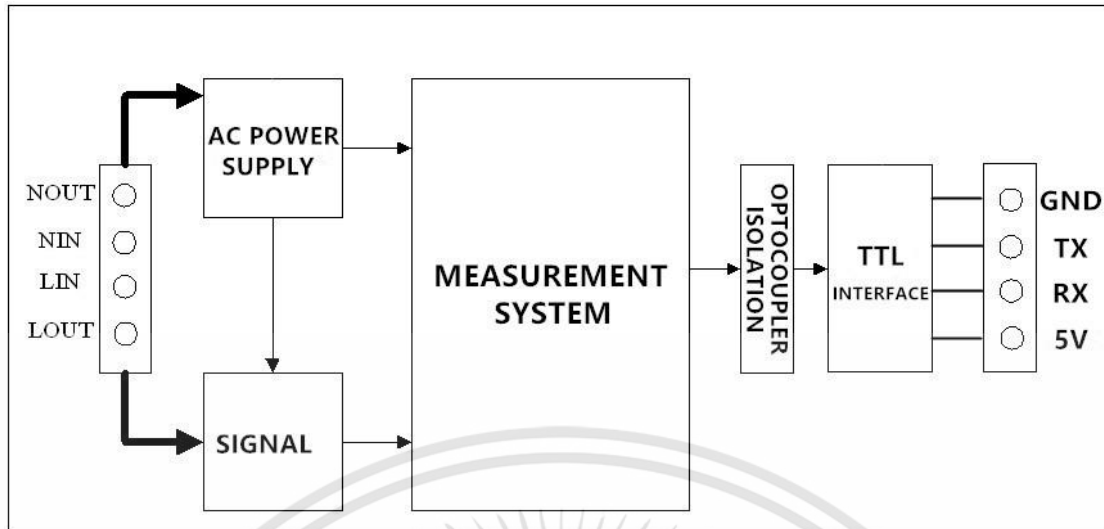 NOUT
NIN
LIN
LOUT
AC POWER
SUPPLY
SIGNAL
MEASUREMENT
SYSTEM
OPTOCOUPLER
ISOLATION
TTL
INTERFACE
GND
TX
RX
5V